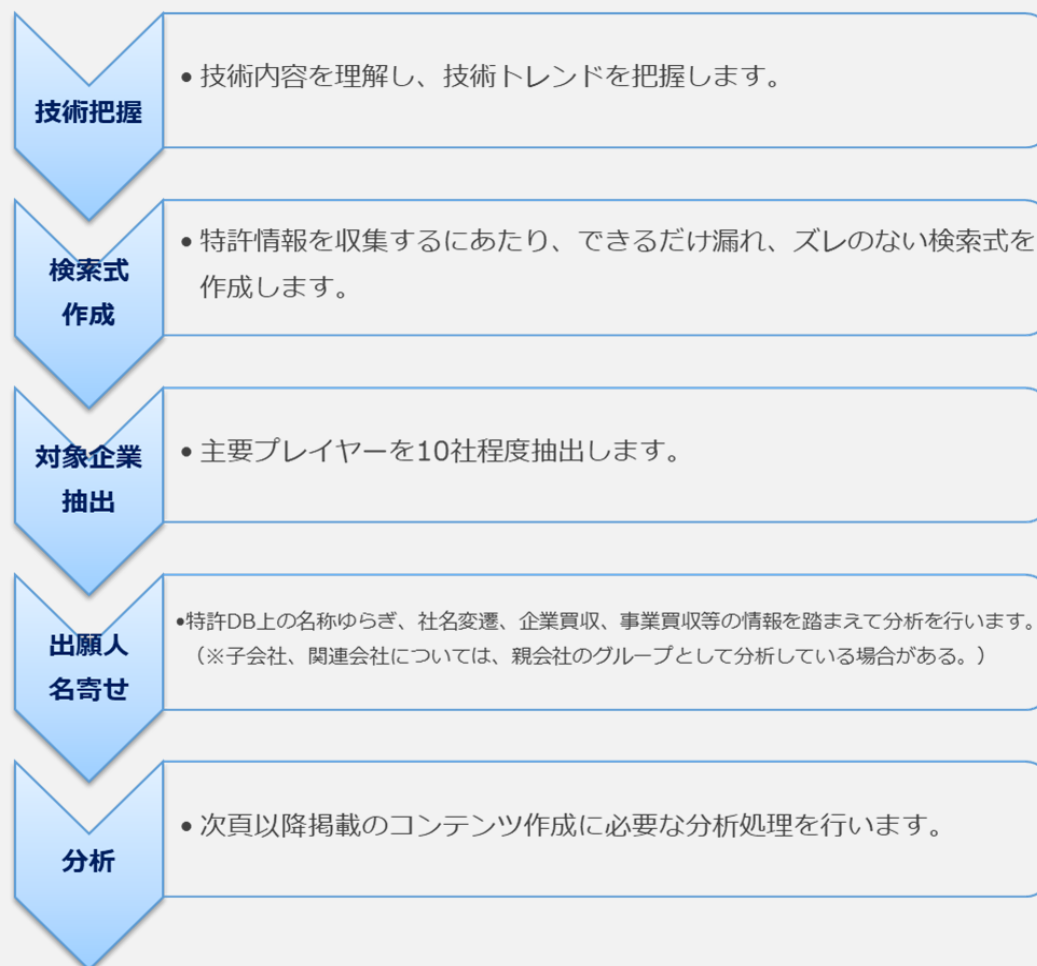 技術把握
• 技術内容を理解し、技術トレンドを把握します。
検索式
作成
• 特許情報を収集するにあたり、できるだけ漏れ、ズレのない検索式を
作成します。
対象企業
抽出
• 主要プレイヤーを10社程度抽出します。
出願人
名寄せ
•特許DB上の名称ゆらぎ、社名変遷、企業買収、事業買収等の情報を踏まえて分析を行います。
（※子会社、関連会社については、親会社のグループとして分析している場合がある。）
分析
• 次頁以降掲載のコンテンツ作成に必要な分析処理を行います。